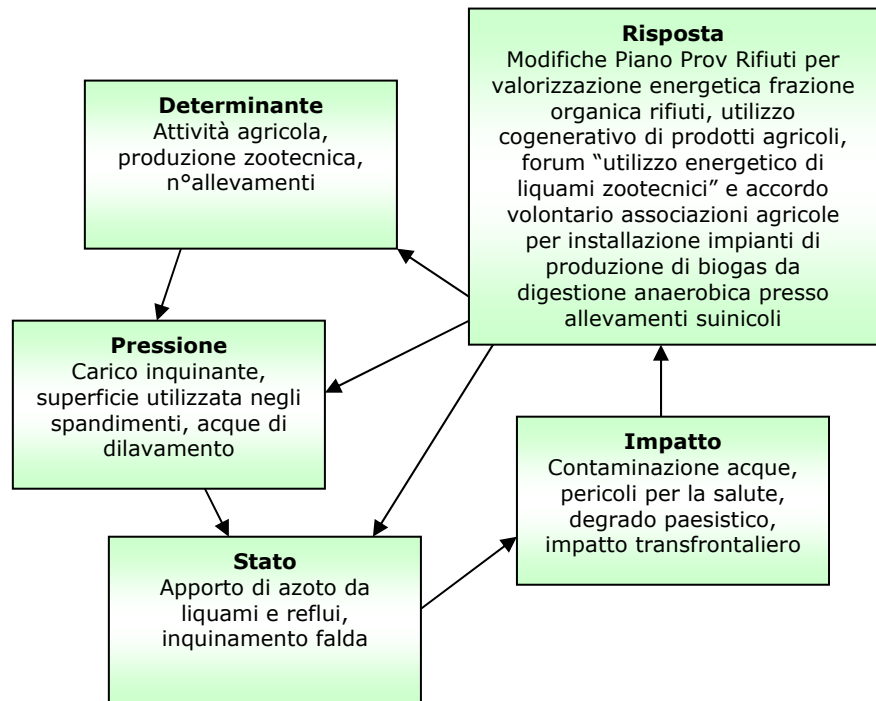 Determinante
Attività agricola,
produzione zootecnica,
n°allevamenti
Risposta
Modifiche Piano Prov Rifiuti per
valorizzazione energetica frazione
organica rifiuti, utilizzo
cogenerativo di prodotti agricoli,
forum “utilizzo energetico di
liquami zootecnici” e accordo
volontario associazioni agricole
per installazione impianti di
produzione di biogas da
digestione anaerobica presso
allevamenti suinicoli
Pressione
Carico inquinante,
superficie utilizzata negli
spandimenti, acque di
dilavamento
Impatto
Contaminazione acque,
pericoli per la salute,
degrado paesistico,
impatto transfrontaliero
Stato
Apporto di azoto da
liquami e reflui,
inquinamento falda